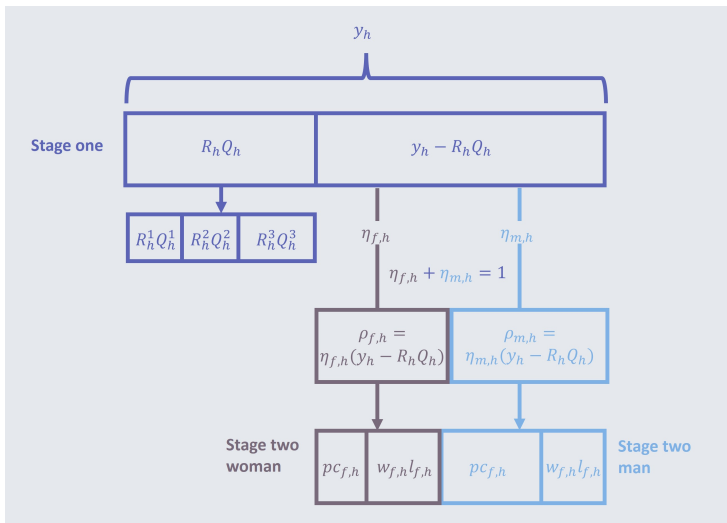 y_h
Stage one
R_hQ_h
y_h − R_hQ_h
R_h^1Q_h^1
R_h^2Q_h^2
R_h^3Q_h^3
η_{f,h}
η_{m,h}
η_{f,h} + η_{m,h} = 1
ρ_{f,h} =
η_{f,h}(y_h − R_hQ_h)
ρ_{m,h} =
η_{m,h}(y_h − R_hQ_h)
Stage two
woman
pc_{f,h}
w_{f,h}l_{f,h}
pc_{f,h}
w_{f,h}l_{f,h}
Stage two
man